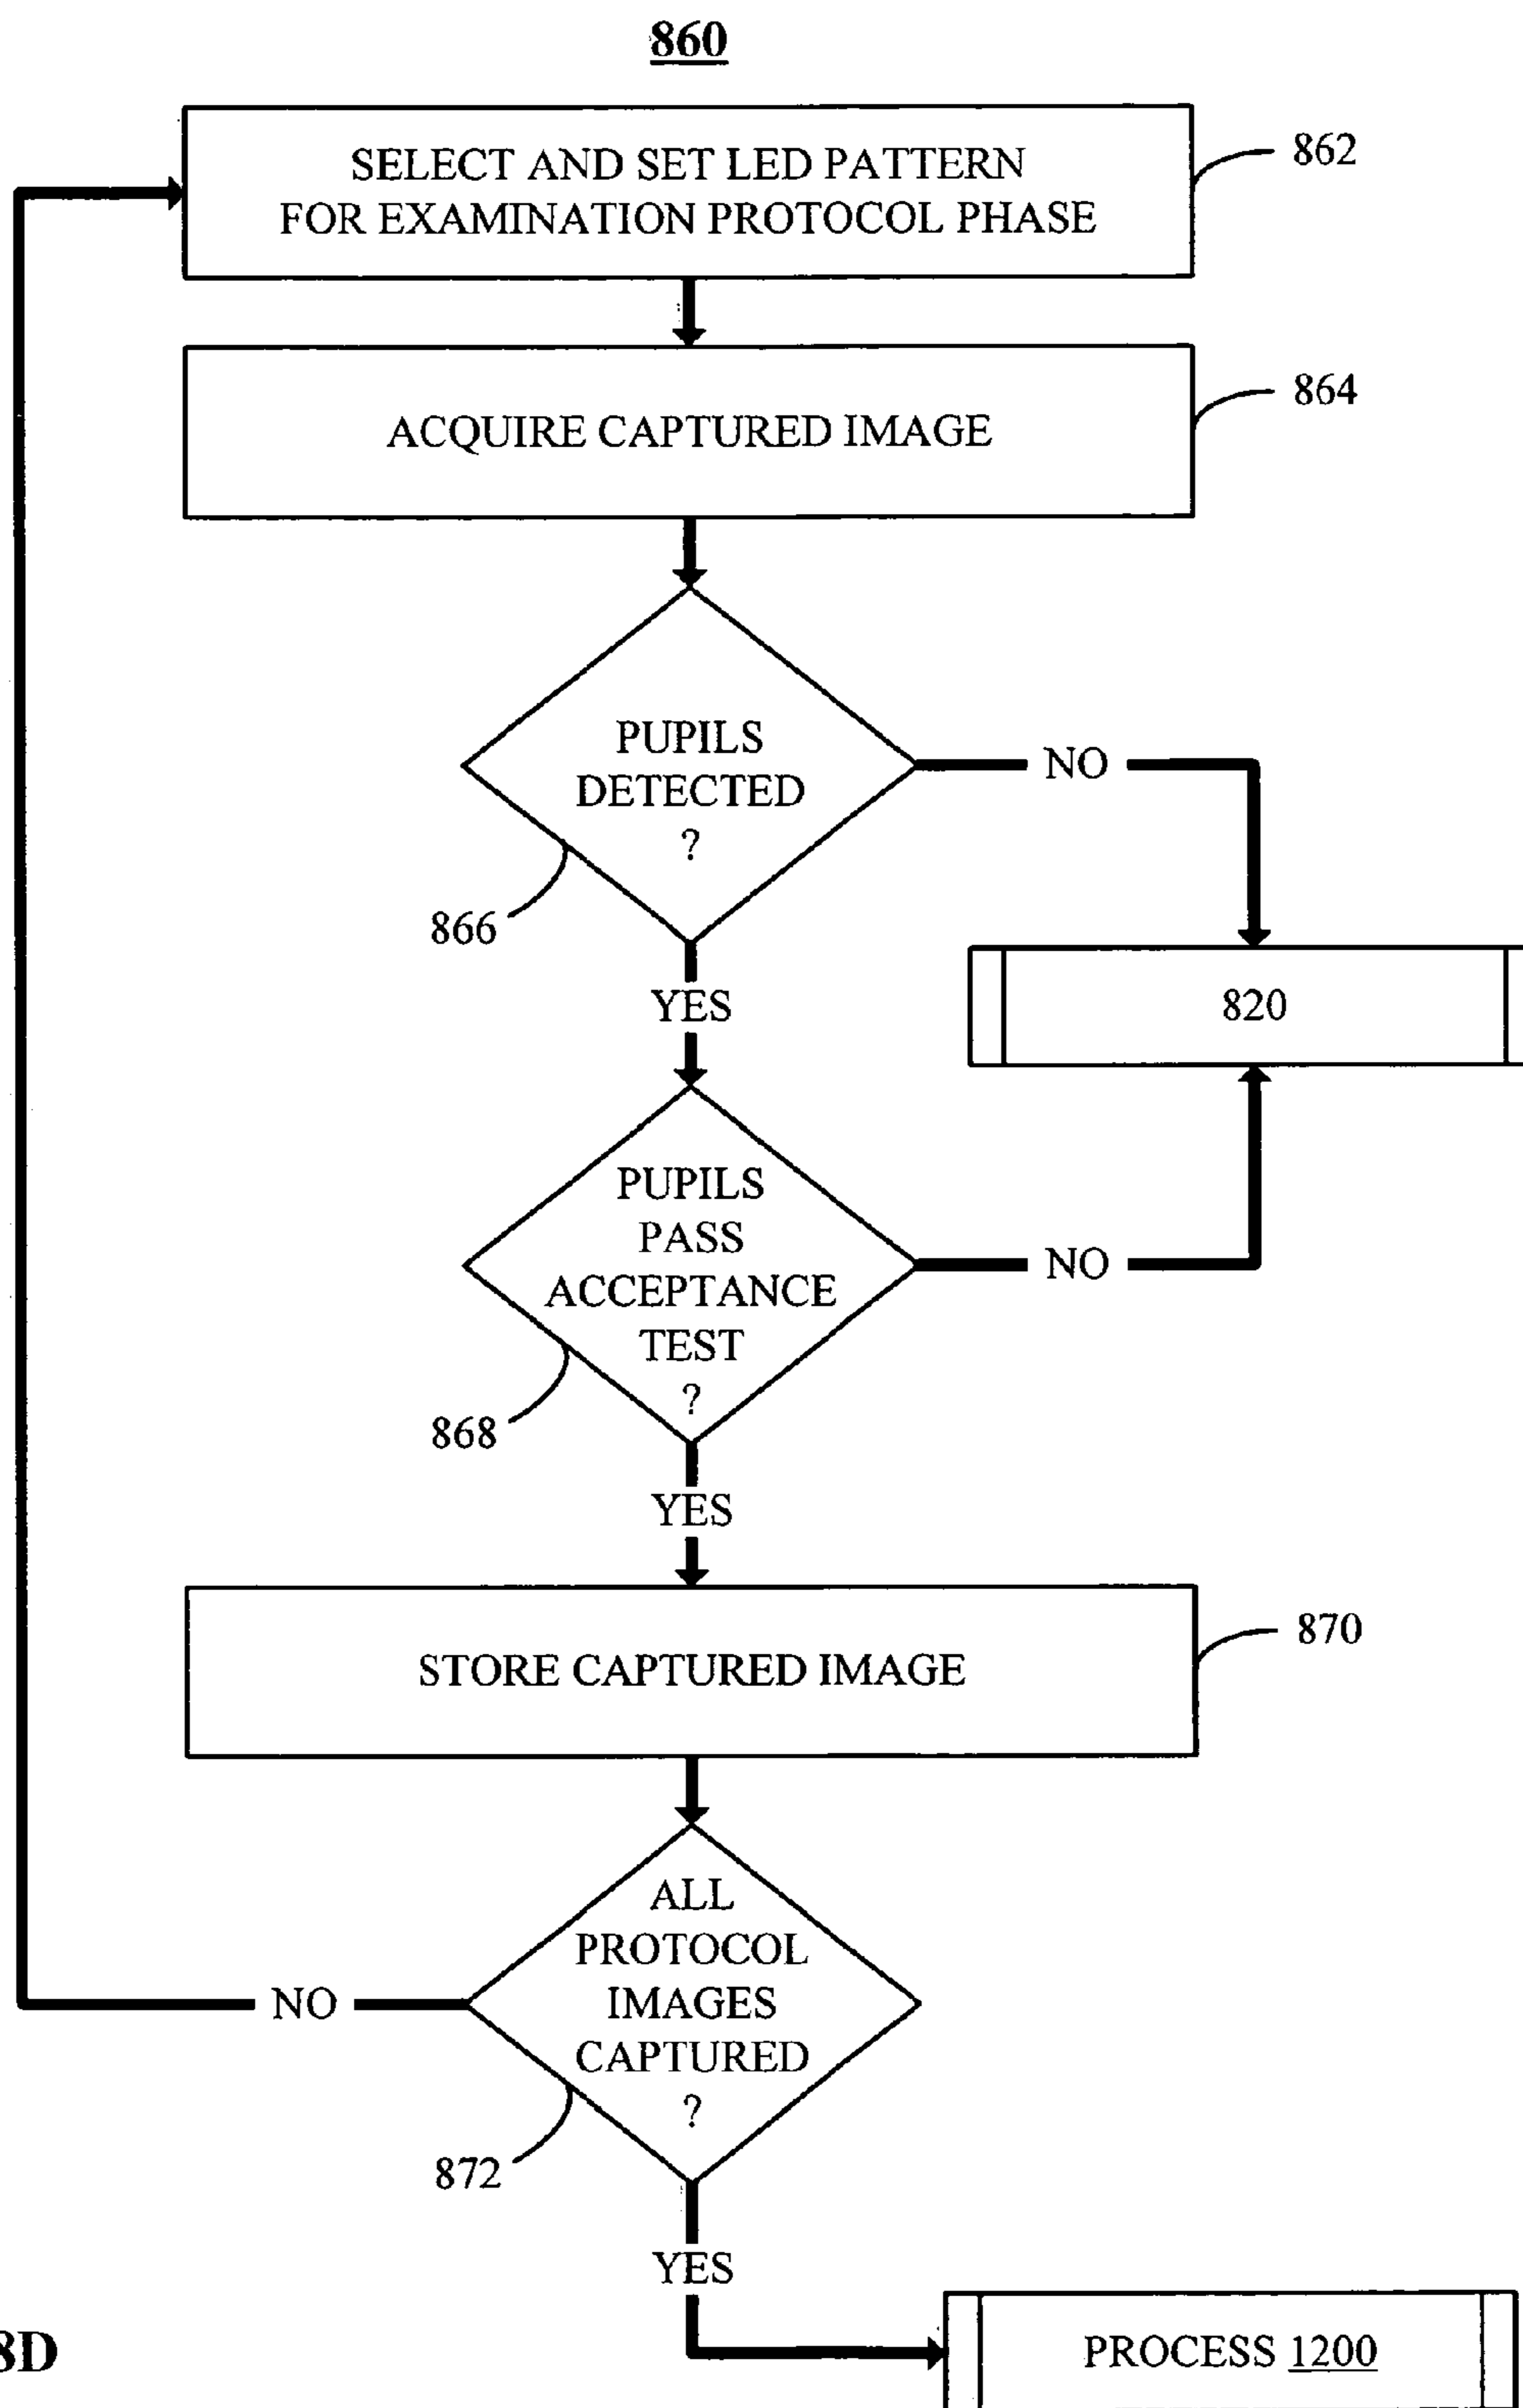 860
SELECT AND SET LED PATTERN
FOR EXAMINATION PROTOCOL PHASE
862
ACQUIRE CAPTURED IMAGE
864
PUPILS
DETECTED
?
866
NO
YES
820
PUPILS
PASS
ACCEPTANCE
TEST
?
868
NO
YES
STORE CAPTURED IMAGE
870
ALL
PROTOCOL
IMAGES
CAPTURED
?
872
NO
YES
PROCESS 1200
8D